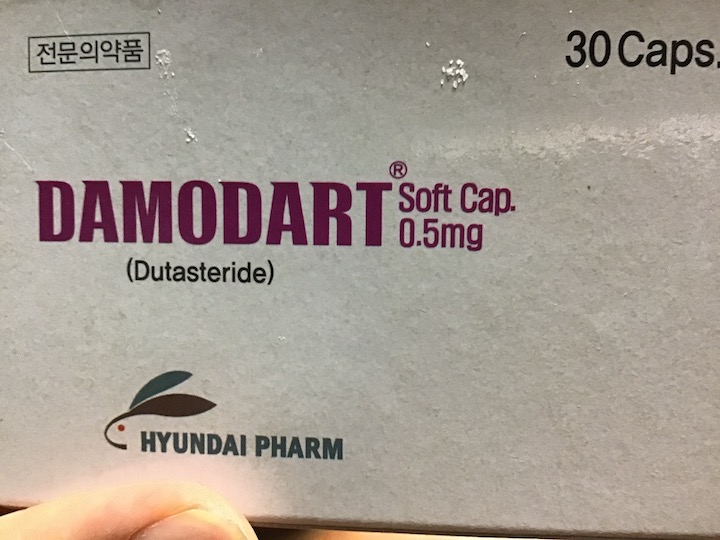 전문의약품
30 Caps.
DAMODART® Soft Cap.
0.5mg
(Dutasteride)
HYUNDAI PHARM